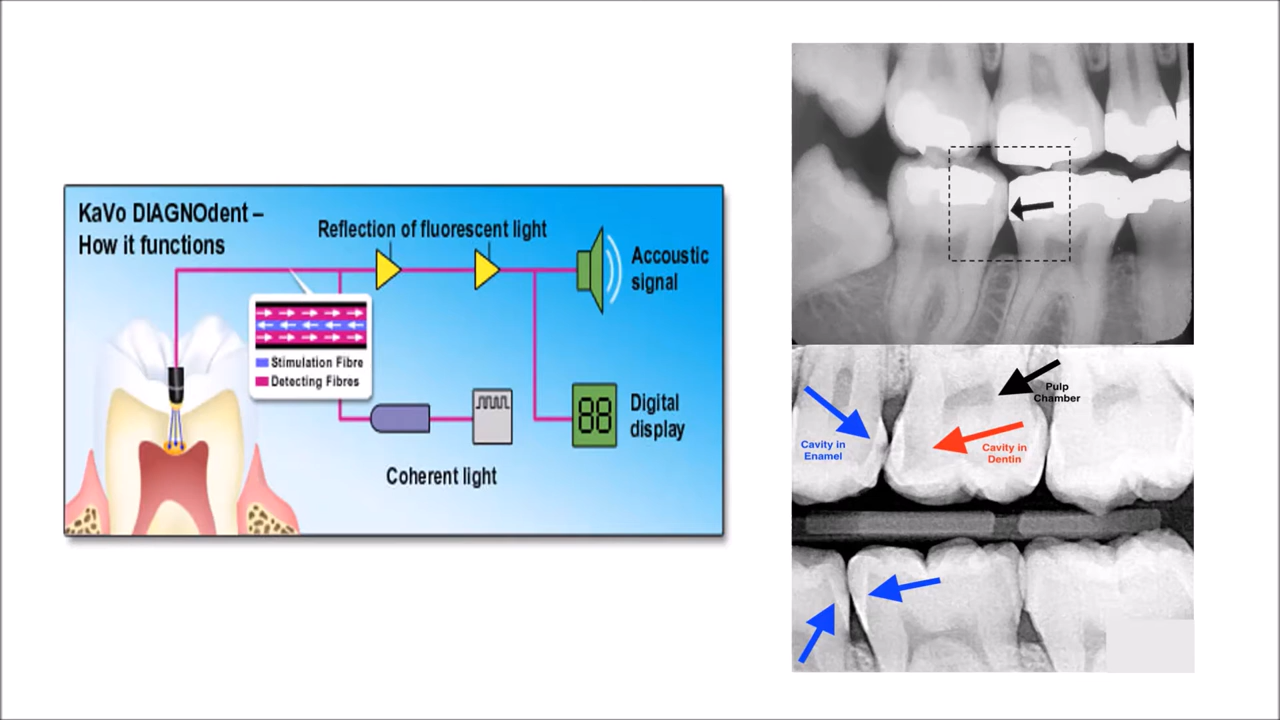 KaVo DIAGNOdent –
How it functions
Reflection of fluorescent light
Accoustic
signal
Stimulation Fibre
Detecting Fibres
88
Digital
display
Coherent light
Pulp
Chamber
Cavity in
Enamel
Cavity in
Dentin